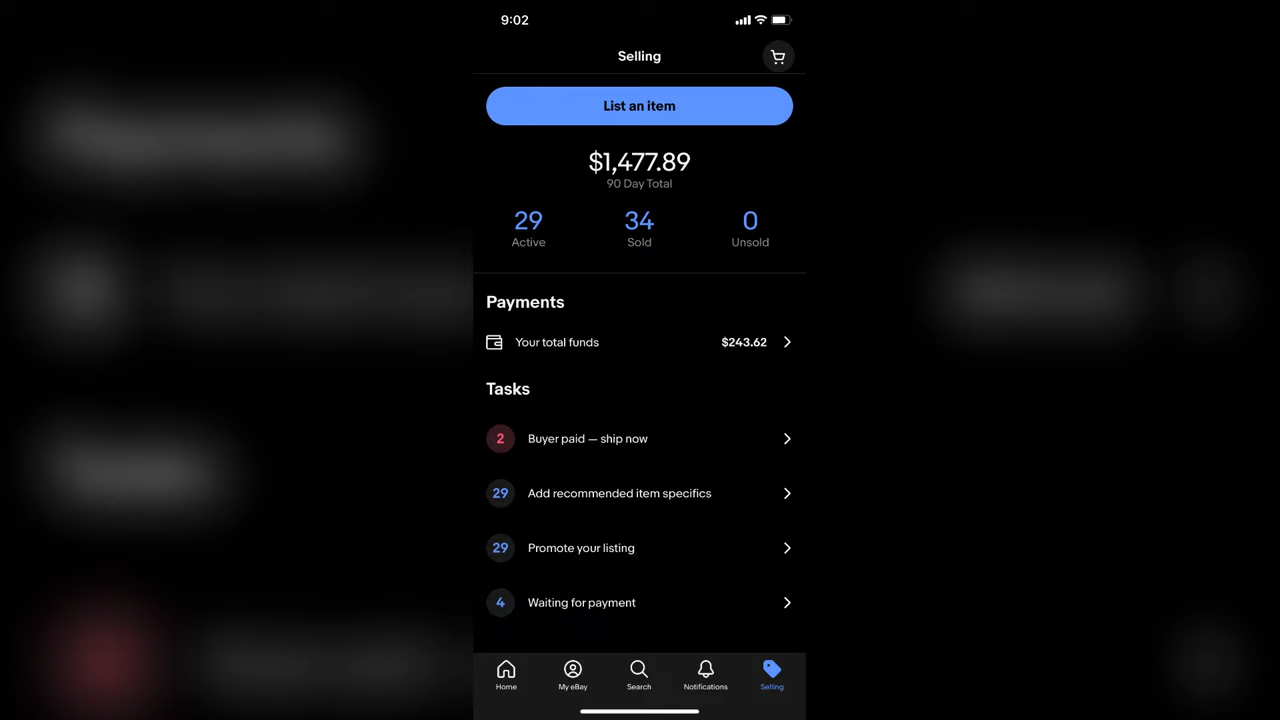 9:02
Selling
List an item
$1,477.89
90 Day Total
29 34 0
Active Sold Unsold
Payments
Your total funds $243.62
Tasks
2 Buyer paid — ship now
29 Add recommended item specifics
29 Promote your listing
4 Waiting for payment
Home My eBay Search Notifications Selling